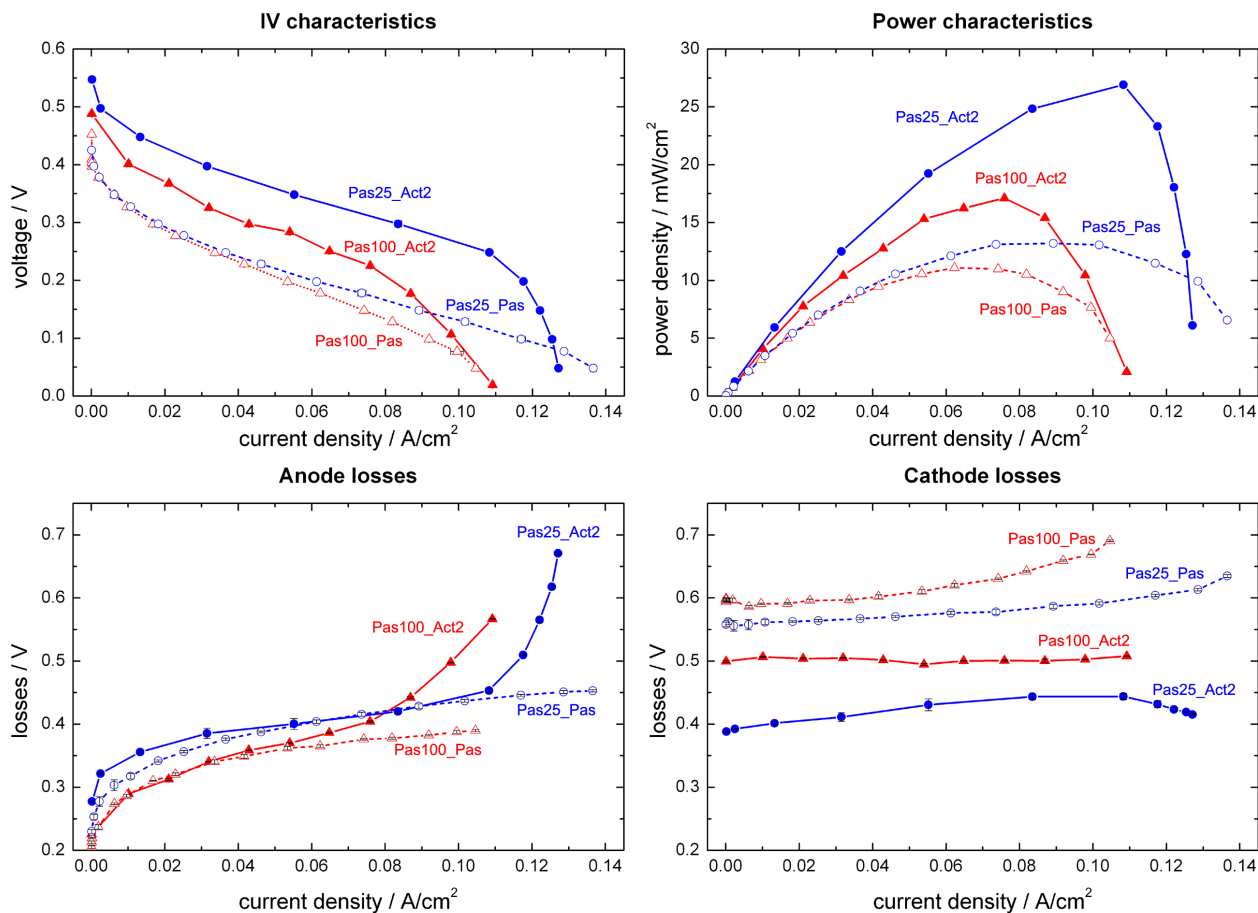 IV characteristics
0.6
0.5
0.4
0.3
0.2
0.1
0.0
voltage / V
Pas25_Act2
Pas100_Act2
Pas25_Pas
Pas100_Pas
0.00 0.02 0.04 0.06 0.08 0.10 0.12 0.14
current density / A/cm²
Power characteristics
30
25
20
15
10
5
0
power density / mW/cm²
Pas25_Act2
Pas100_Act2
Pas25_Pas
Pas100_Pas
0.00 0.02 0.04 0.06 0.08 0.10 0.12 0.14
current density / A/cm²
Anode losses
0.7
0.6
0.5
0.4
0.3
0.2
losses / V
Pas25_Act2
Pas100_Act2
Pas25_Pas
Pas100_Pas
0.00 0.02 0.04 0.06 0.08 0.10 0.12 0.14
current density / A/cm²
Cathode losses
0.7
0.6
0.5
0.4
0.3
0.2
losses / V
Pas100_Pas
Pas25_Pas
Pas100_Act2
Pas25_Act2
0.00 0.02 0.04 0.06 0.08 0.10 0.12 0.14
current density / A/cm²